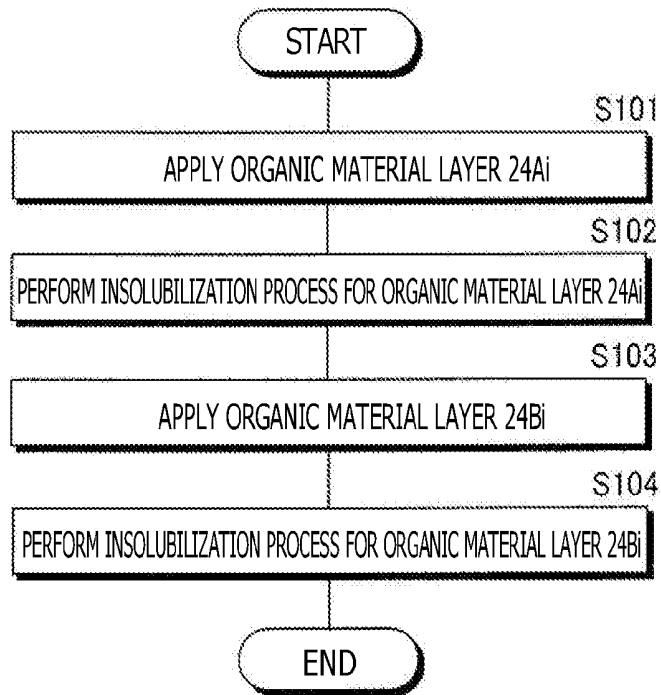 START
S101
APPLY ORGANIC MATERIAL LAYER 24Ai
S102
PERFORM INSOLUBILIZATION PROCESS FOR ORGANIC MATERIAL LAYER 24Ai
S103
APPLY ORGANIC MATERIAL LAYER 24Bi
S104
PERFORM INSOLUBILIZATION PROCESS FOR ORGANIC MATERIAL LAYER 24Bi
END